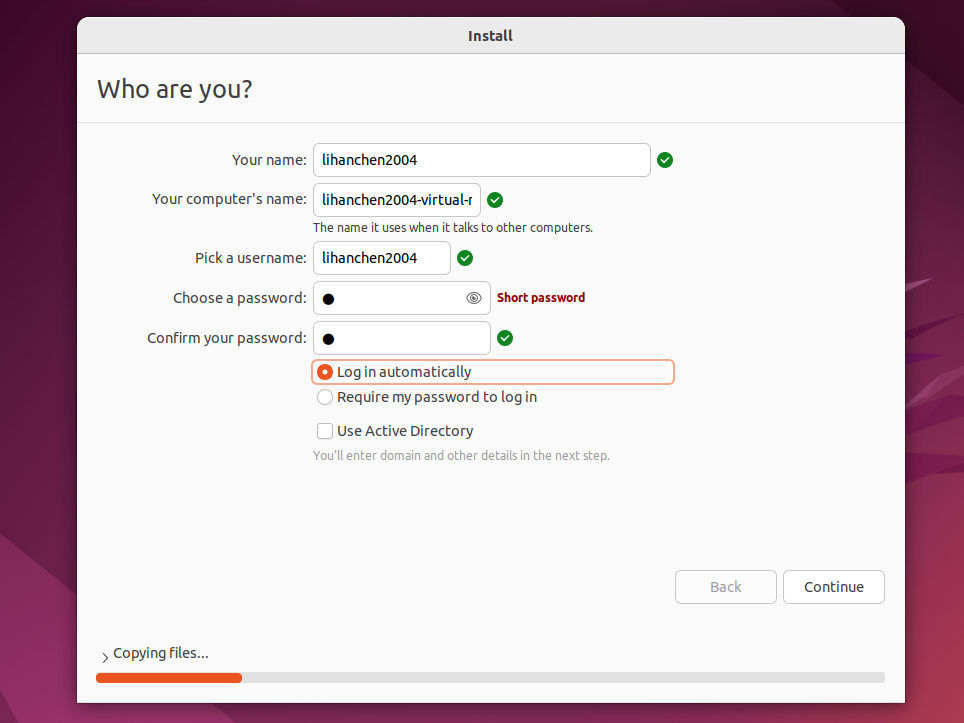 Install
Who are you?
Your name: lihanchen2004
Your computer's name: lihanchen2004-virtual-
The name it uses when it talks to other computers.
Pick a username: lihanchen2004
Choose a password: ● Short password
Confirm your password: ●
Log in automatically
Require my password to log in
Use Active Directory
You'll enter domain and other details in the next step.
Back Continue
Copying files...